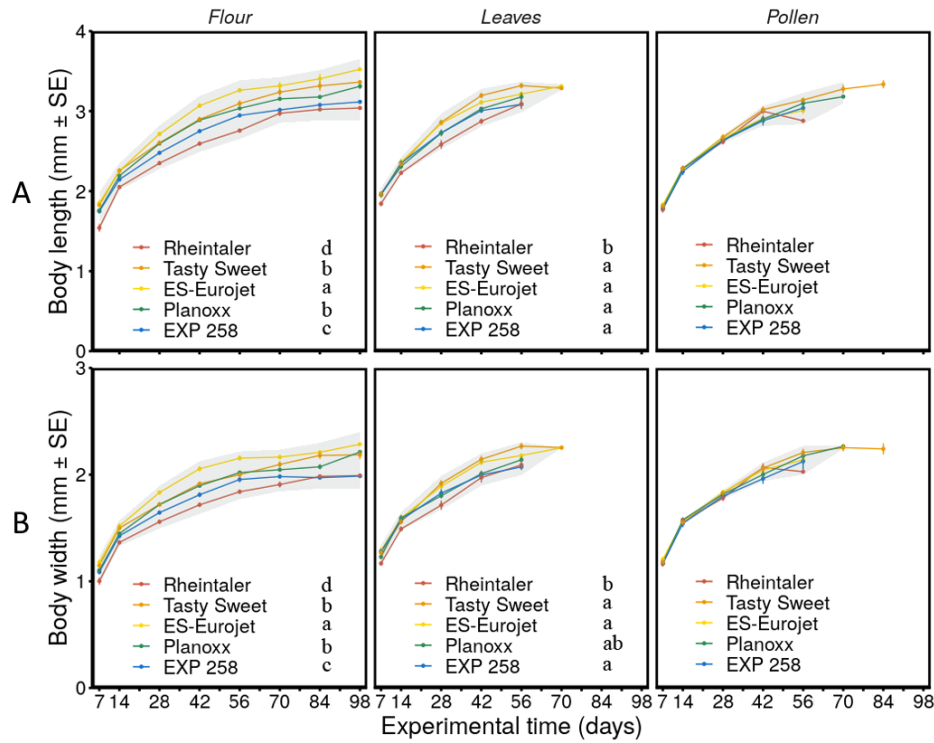 Flour Leaves Pollen
A
Body length (mm ± SE)
4
3
2
1
0
Rheintaler d
Tasty Sweet b
ES-Eurojet a
Planoxx b
EXP 258 c
Rheintaler b
Tasty Sweet a
ES-Eurojet a
Planoxx a
EXP 258 a
Rheintaler
Tasty Sweet
ES-Eurojet
Planoxx
EXP 258
B
Body width (mm ± SE)
3
2
1
0
Rheintaler d
Tasty Sweet b
ES-Eurojet a
Planoxx b
EXP 258 c
Rheintaler b
Tasty Sweet a
ES-Eurojet a
Planoxx ab
EXP 258 a
Rheintaler
Tasty Sweet
ES-Eurojet
Planoxx
EXP 258
7 14 28 42 56 70 84 98 7 14 28 42 56 70 84 98 7 14 28 42 56 70 84 98
Experimental time (days)